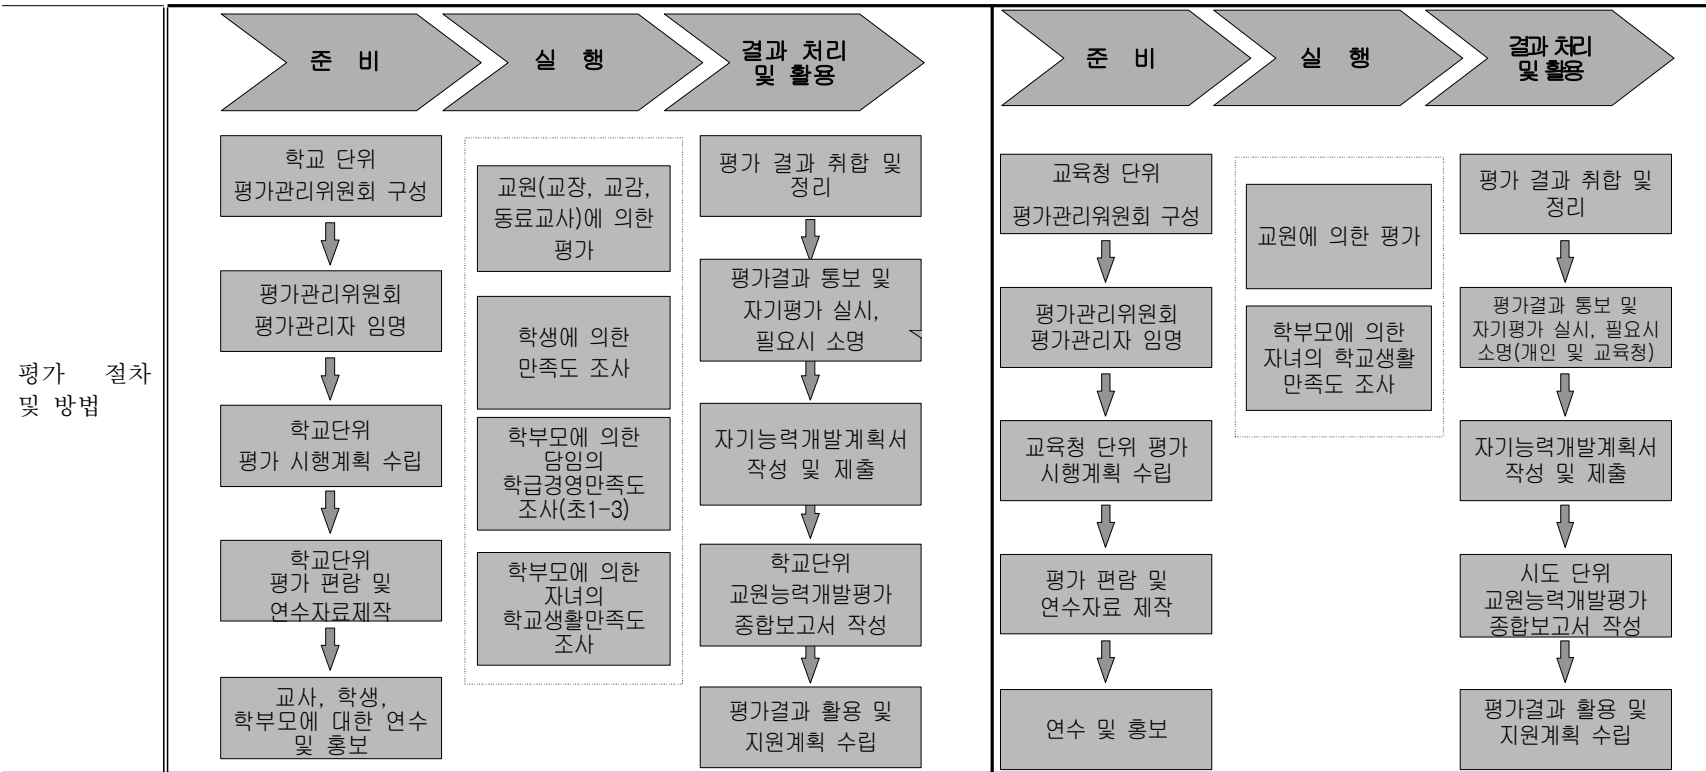 평가 절차
및 방법
준 비
실 행
결과 처리
및 활용
학교 단위
평가관리위원회 구성
평가관리위원회
평가관리자 임명
학교단위
평가 시행계획 수립
학교단위
평가 편람 및
연수자료제작
교사, 학생,
학부모에 대한 연수
및 홍보
교원(교장, 교감,
동료교사)에 의한
평가
학생에 의한
만족도 조사
학부모에 의한
담임의
학급경영만족도
조사(초1-3)
학부모에 의한
자녀의
학교생활만족도
조사
평가 결과 취합 및
정리
평가결과 통보 및
자기평가 실시,
필요시 소명
자기능력개발계획서
작성 및 제출
학교단위
교원능력개발평가
종합보고서 작성
평가결과 활용 및
지원계획 수립
준 비
실 행
결과 처리
및 활용
교육청 단위
평가관리워원회 구성
평가관리위원회
평가관리자 임명
교육청 단위 평가
시행계획 수립
평가 편람 및
연수자료 제작
연수 및 홍보
교원에 의한 평가
학부모에 의한
자녀의 학교생활
만족도 조사
평가 결과 취합 및
정리
평가결과 통보 및
자기평가 실시, 필요시
소명(개인 및 교육청)
자기능력개발계획서
작성 및 제출
시도 단위
교원능력개발평가
종합보고서 작성
평가결과 활용 및
지원계획 수립